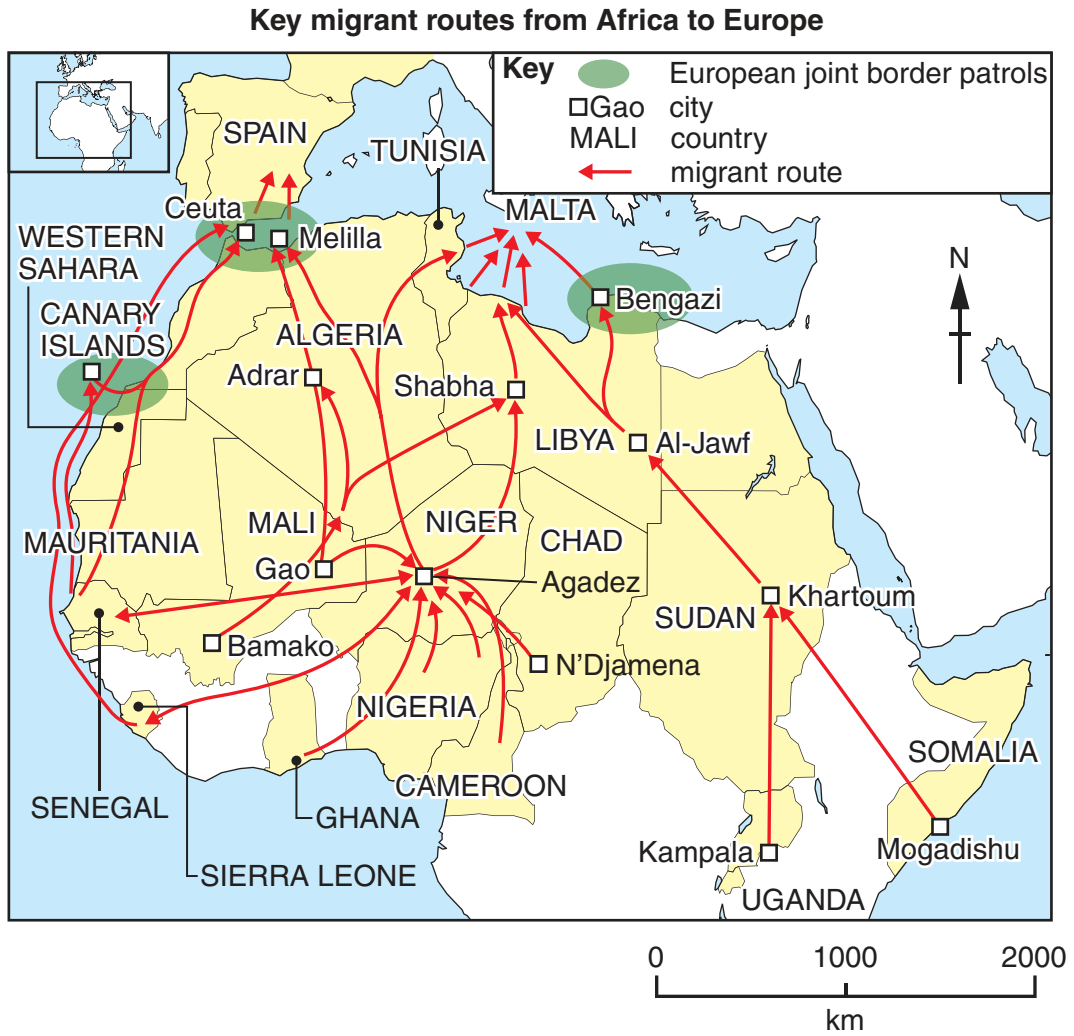 Key migrant routes from Africa to Europe
Key
European joint border patrols
Gao
city
MALI
country
migrant route
SPAIN
TUNISIA
Ceuta
MALTA
Melilla
WESTERN
SAHARA
N
Bengazi
CANARY
ISLANDS
ALGERIA
Adrar
Shabha
LIBYA
Al-Jawf
MALI
NIGER
CHAD
MAURITANIA
Gao
Agadez
Khartoum
SUDAN
Bamako
N'Djamena
NIGERIA
SOMALIA
CAMEROON
SENEGAL
GHANA
Kampala
Mogadishu
SIERRA LEONE
UGANDA
0 1000 2000
km